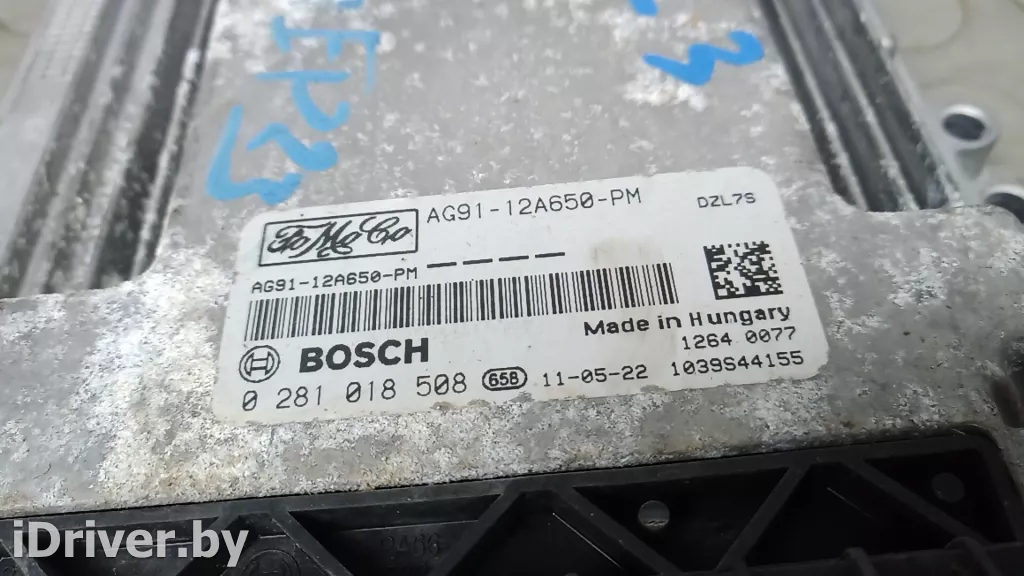 AG91-12A650-PM
DZL7S
FoMoCo
AG91-12A650-PM
Made in Hungary
BOSCH
1264 0077
0 281 018 508 658 11-05-22 1039S44155
iDriver.by